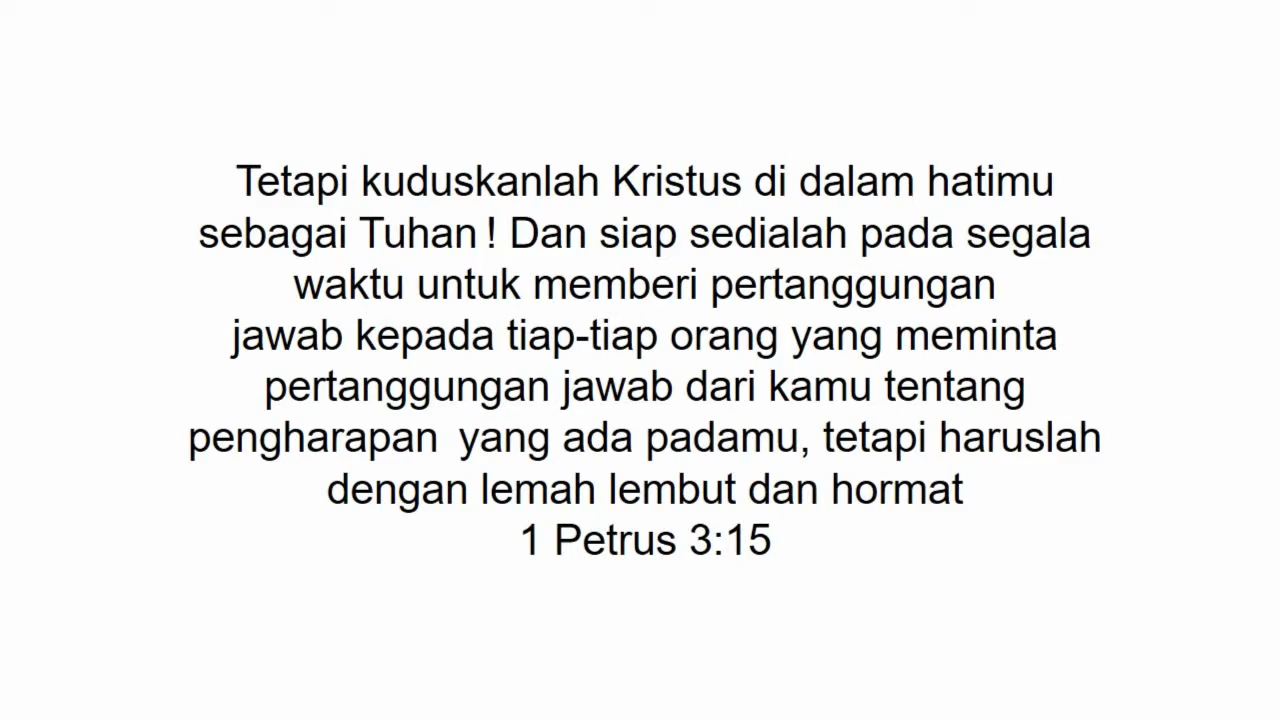 Tetapi kuduskanlah Kristus di dalam hatimu
sebagai Tuhan! Dan siap sedialah pada segala
waktu untuk memberi pertanggungan
jawab kepada tiap-tiap orang yang meminta
pertanggungan jawab dari kamu tentang
pengharapan yang ada padamu, tetapi haruslah
dengan lemah lembut dan hormat
1 Petrus 3:15